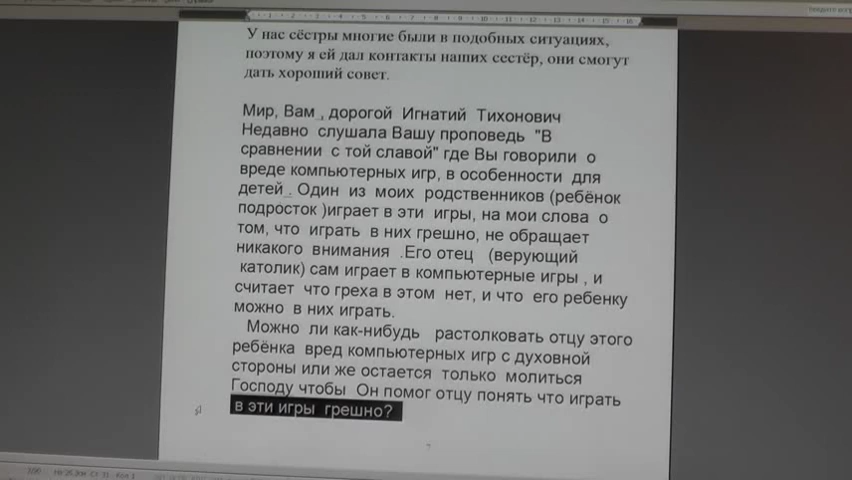 У нас сёстры многие были в подобных ситуациях,
поэтому я ей дал контакты наших сестёр, они смогут
дать хороший совет.
Мир, Вам , дорогой Игнатий Тихонович
Недавно слушала Вашу проповедь "В
сравнении с той славой" где Вы говорили о
вреде компьютерных игр, в особенности для
детей . Один из моих родственников (ребёнок
подросток )играет в эти игры, на мои слова о
том, что играть в них грешно, не обращает
никакого внимания .Его отец (верующий
католик) сам играет в компьютерные игры , и
считает что греха в этом нет, и что его ребенку
можно в них играть.
Можно ли как-нибудь растолковать отцу этого
ребёнка вред компьютерных игр с духовной
стороны или же остается только молиться
Господу чтобы Он помог отцу понять что играть
в эти игры грешно?